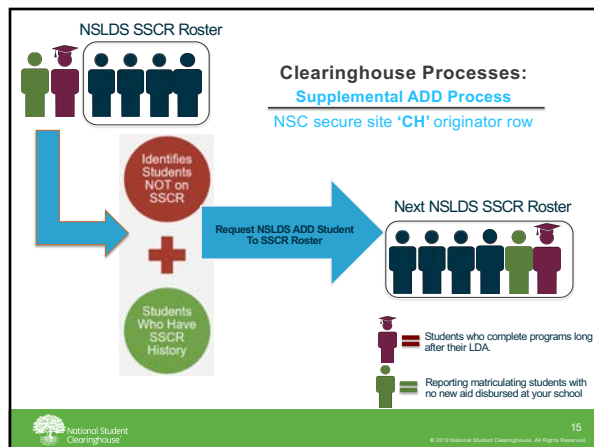 NSLDS SSCR Roster
Clearinghouse Processes:
Supplemental ADD Process
NSC secure site ‘CH’ originator row
Identifies
Students
NOT on
SSCR
Request NSLDS ADD Student
To SSCR Roster
Next NSLDS SSCR Roster
Students
Who Have
SSCR
History
Students who complete programs long
after their LDA.
Reporting matriculating students with
no new aid disbursed at your school
National Student
Clearinghouse®
15
© 2019 National Student Clearinghouse. All Rights Reserved.